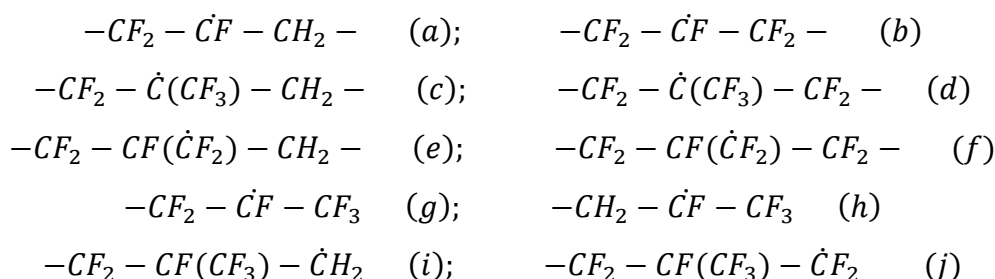 −CF₂ − ĊF − CH₂ − (a); −CF₂ − ĊF − CF₂ − (b)
−CF₂ − Ċ(CF₃) − CH₂ − (c); −CF₂ − Ċ(CF₃) − CF₂ − (d)
−CF₂ − CF(ĊF₂) − CH₂ − (e); −CF₂ − CF(ĊF₂) − CF₂ − (f)
−CF₂ − ĊF − CF₃ (g); −CH₂ − ĊF − CF₃ (h)
−CF₂ − CF(CF₃) − ĊH₂ (i); −CF₂ − CF(CF₃) − ĊF₂ (j)